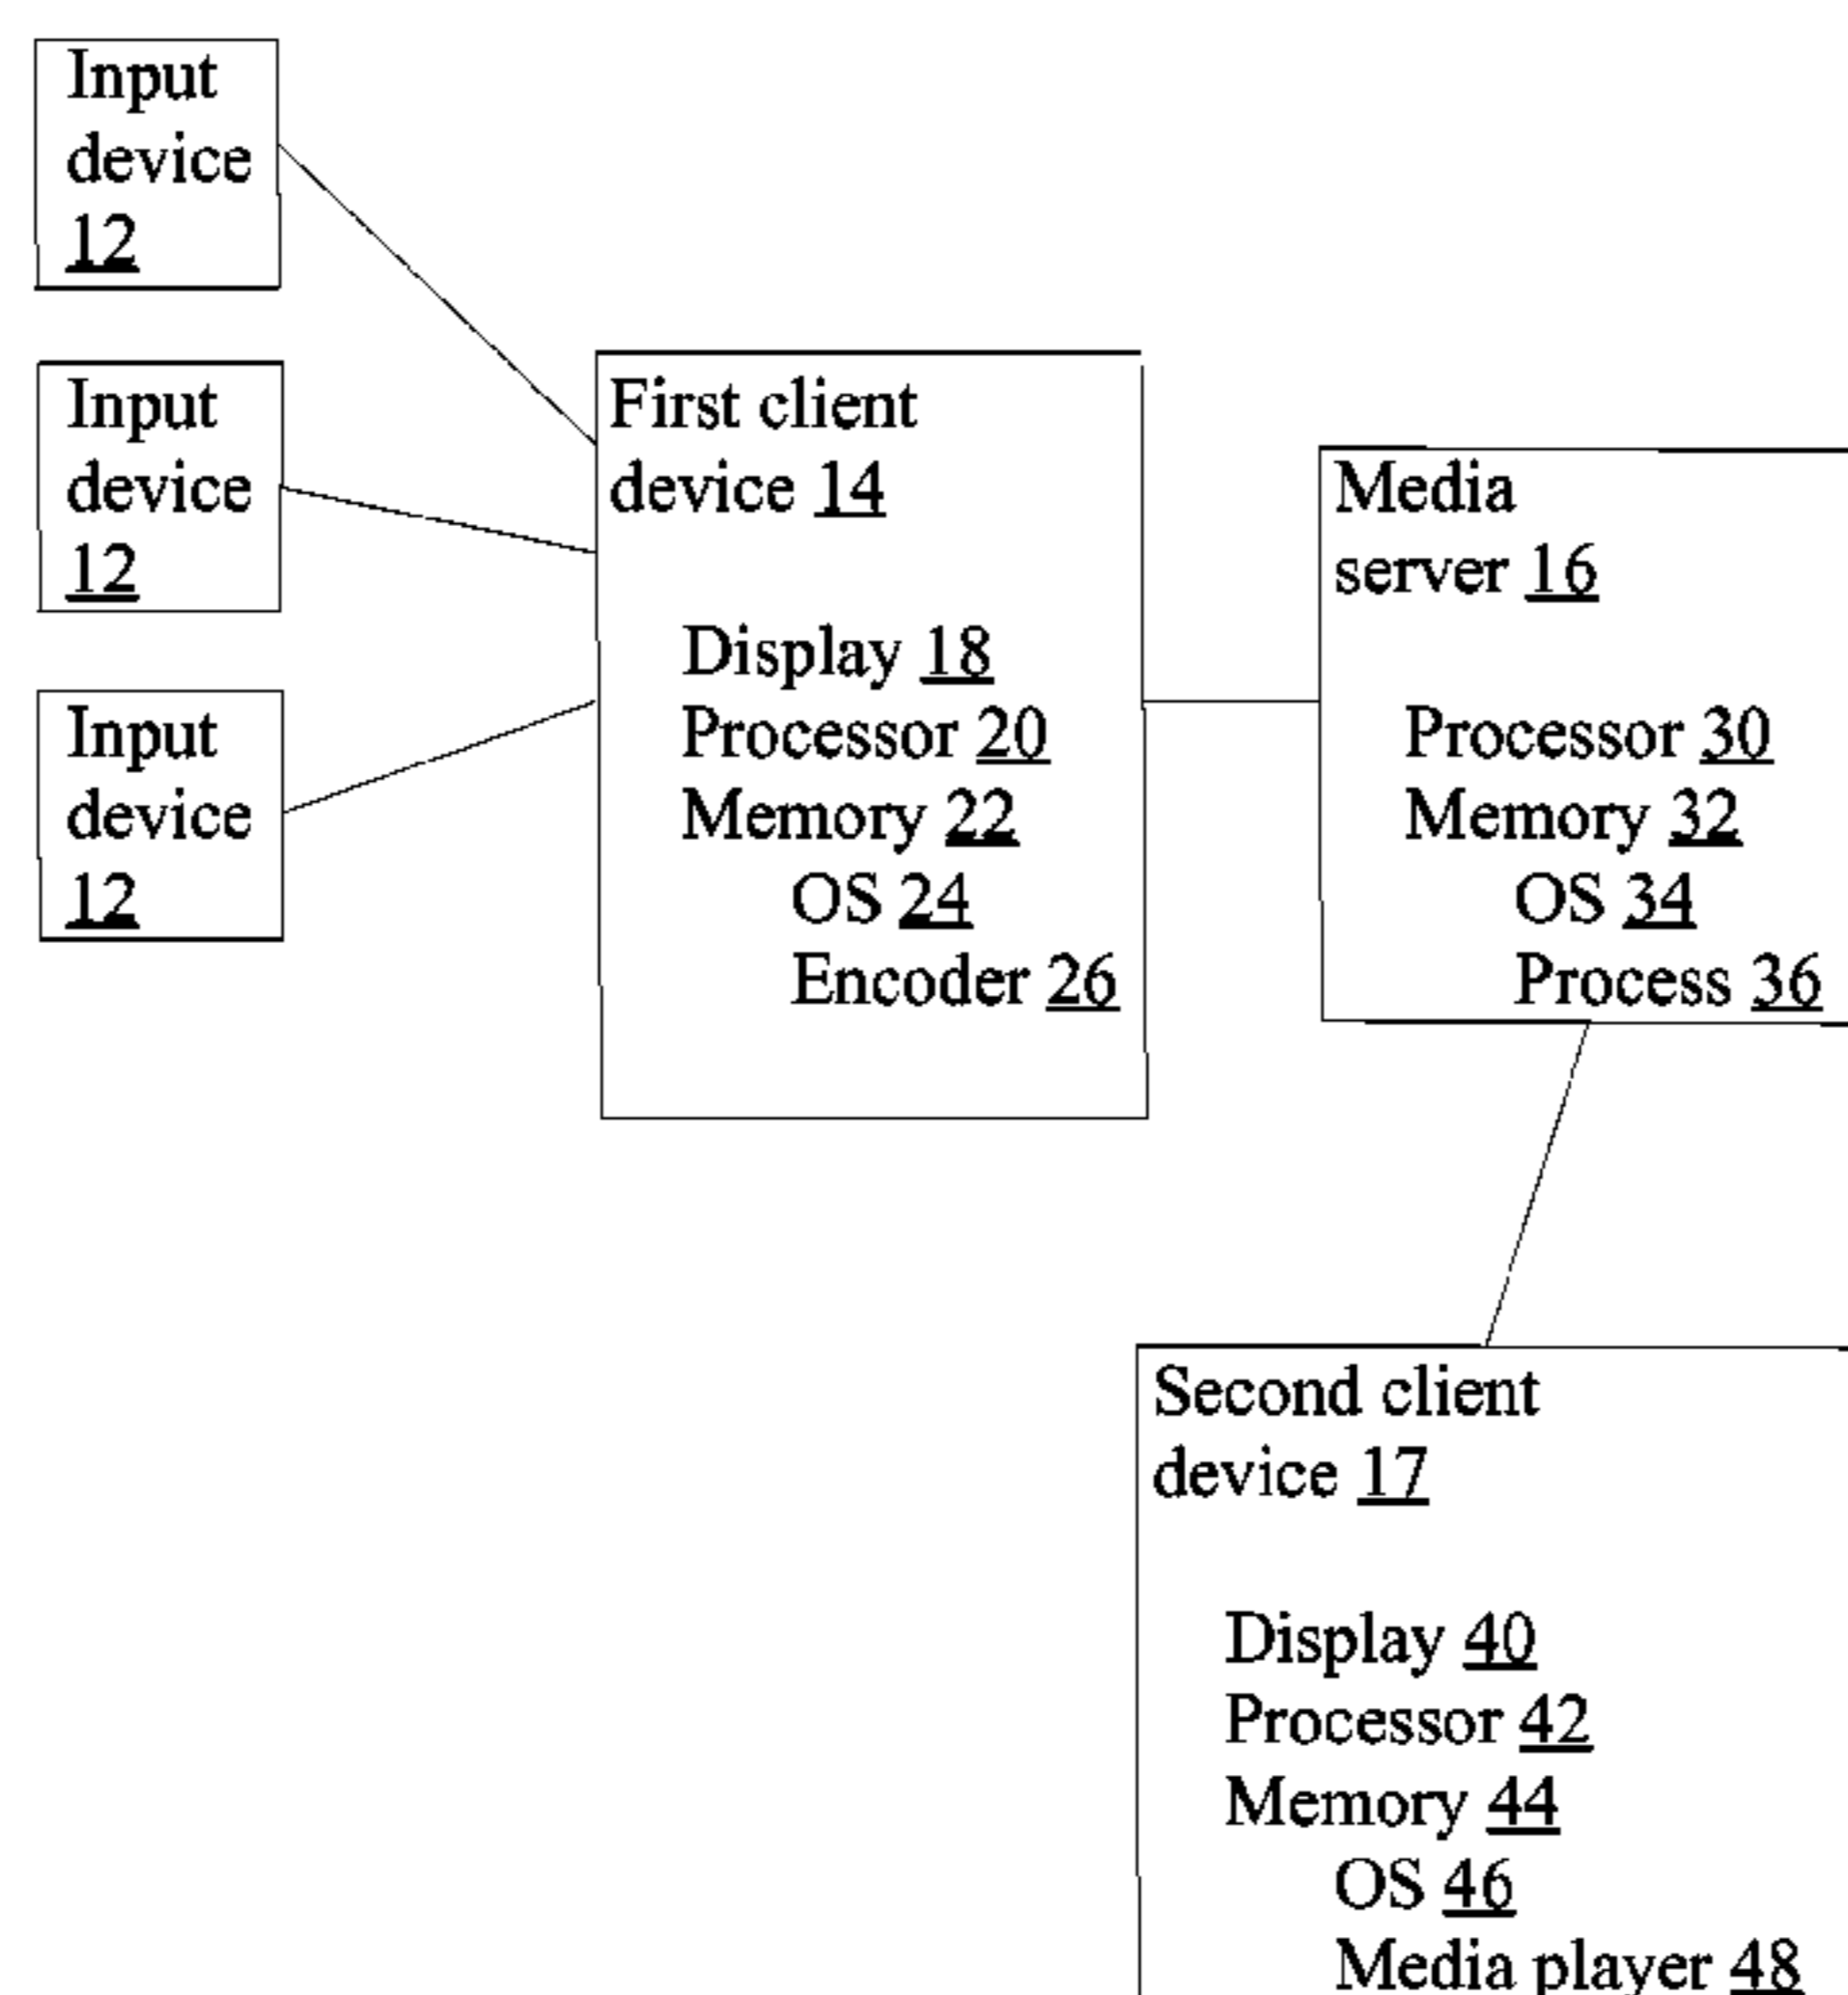 Input
device
12
Input
device
12
Input
device
12
First client
device 14
Display 18
Processor 20
Memory 22
OS 24
Encoder 26
Media
server 16
Processor 30
Memory 32
OS 34
Process 36
Second client
device 17
Display 40
Processor 42
Memory 44
OS 46
Media player 48